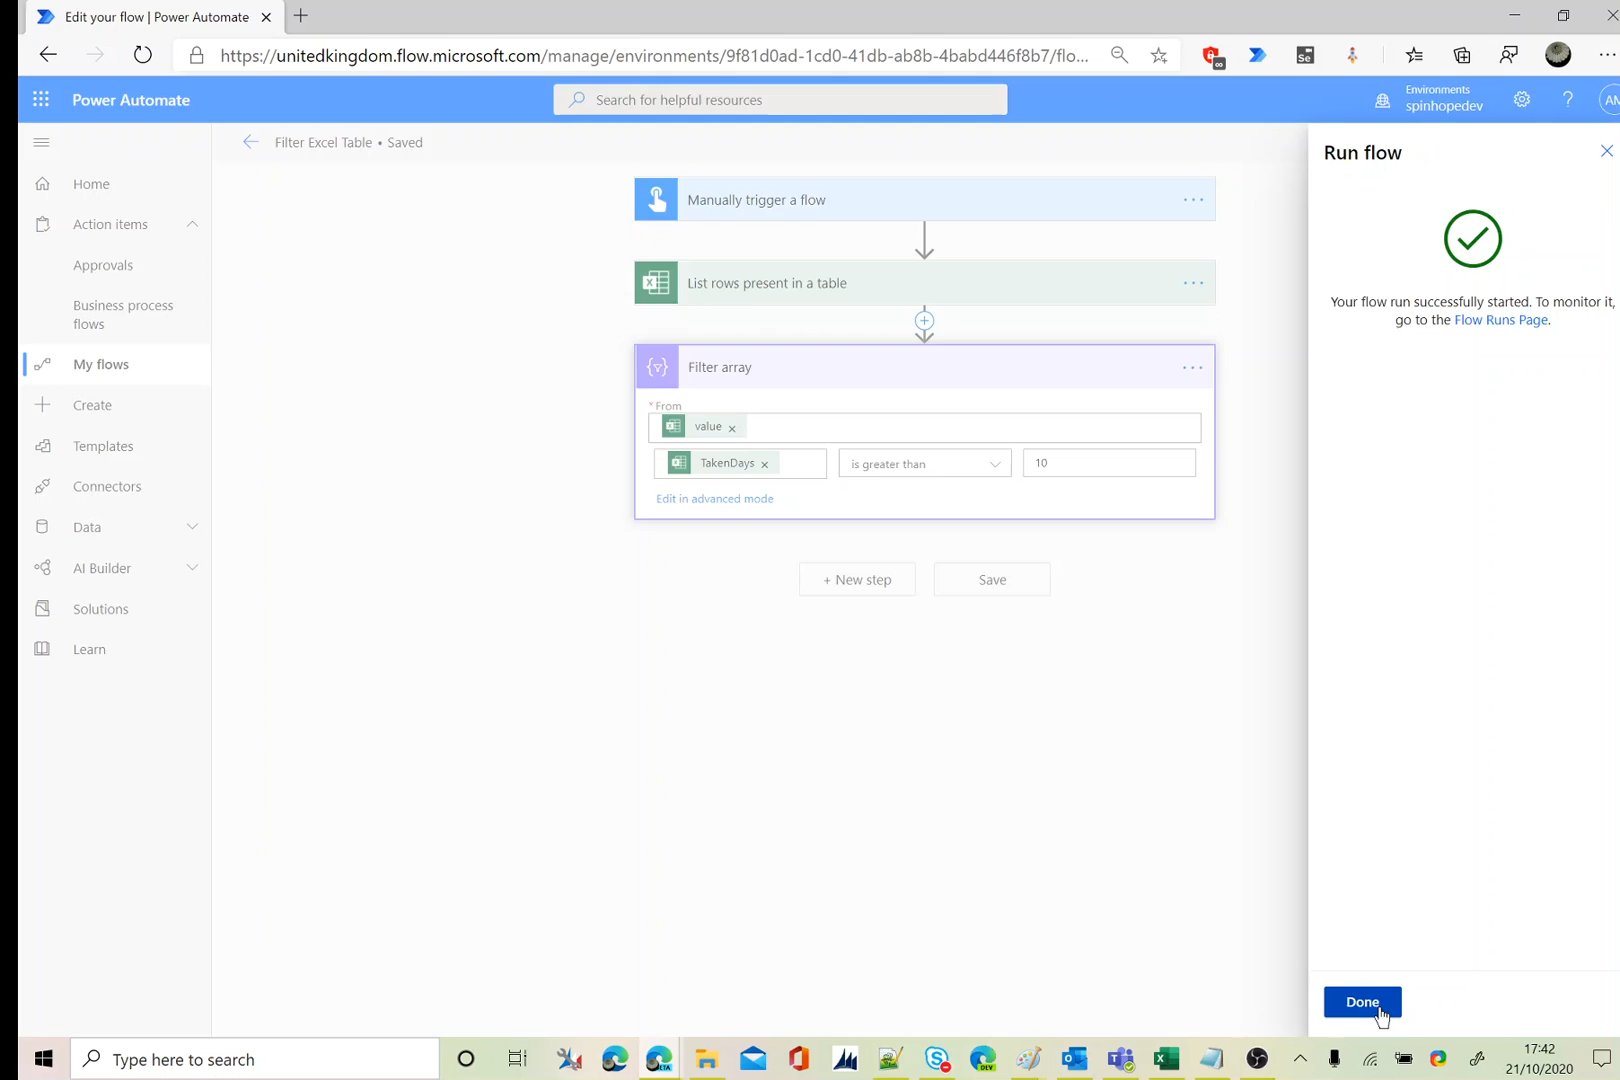 Edit your flow | Power Automate
https://unitedkingdom.flow.microsoft.com/manage/environments/9f81d0ad-1cd0-41db-ab8b-4babd446f8b7/flo...
Power Automate
Search for helpful resources
Environments
spinhopedev
AM
Filter Excel Table • Saved
Home
Action items
Approvals
Business process
flows
My flows
Create
Templates
Connectors
Data
AI Builder
Solutions
Learn
Manually trigger a flow
List rows present in a table
Filter array
* From
value
TakenDays
is greater than
10
Edit in advanced mode
+ New step
Save
Run flow
Your flow run successfully started. To monitor it,
go to the Flow Runs Page.
Done
Type here to search
BETA
DEV
17:42
21/10/2020